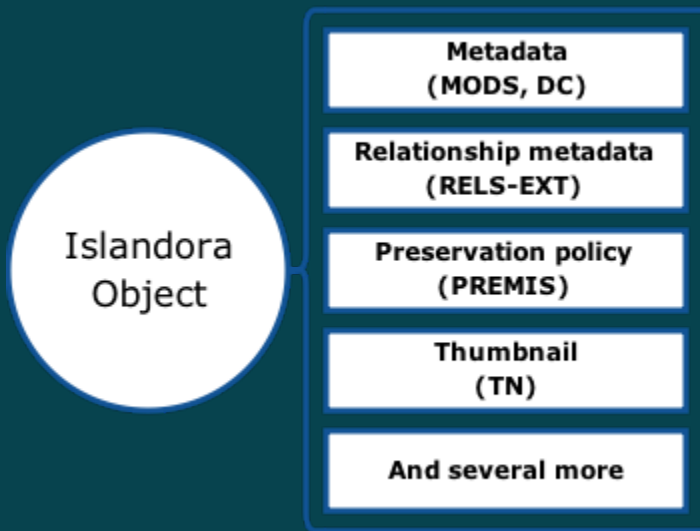 Islandora
Object
Metadata
(MODS, DC)
Relationship metadata
(RELS-EXT)
Preservation policy
(PREMIS)
Thumbnail
(TN)
And several more